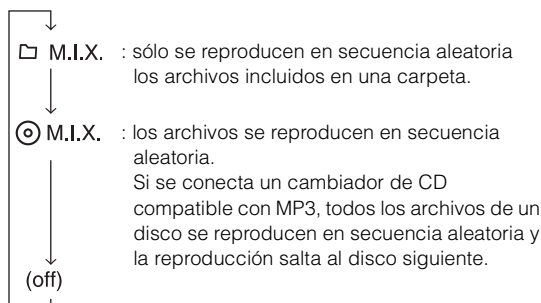 M.I.X. : sólo se reproducen en secuencia aleatoria
los archivos incluidos en una carpeta.
M.I.X. : los archivos se reproducen en secuencia
aleatoria.
Si se conecta un cambiador de CD
compatible con MP3, todos los archivos de un
disco se reproducen en secuencia aleatoria y
la reproducción salta al disco siguiente.
(off)